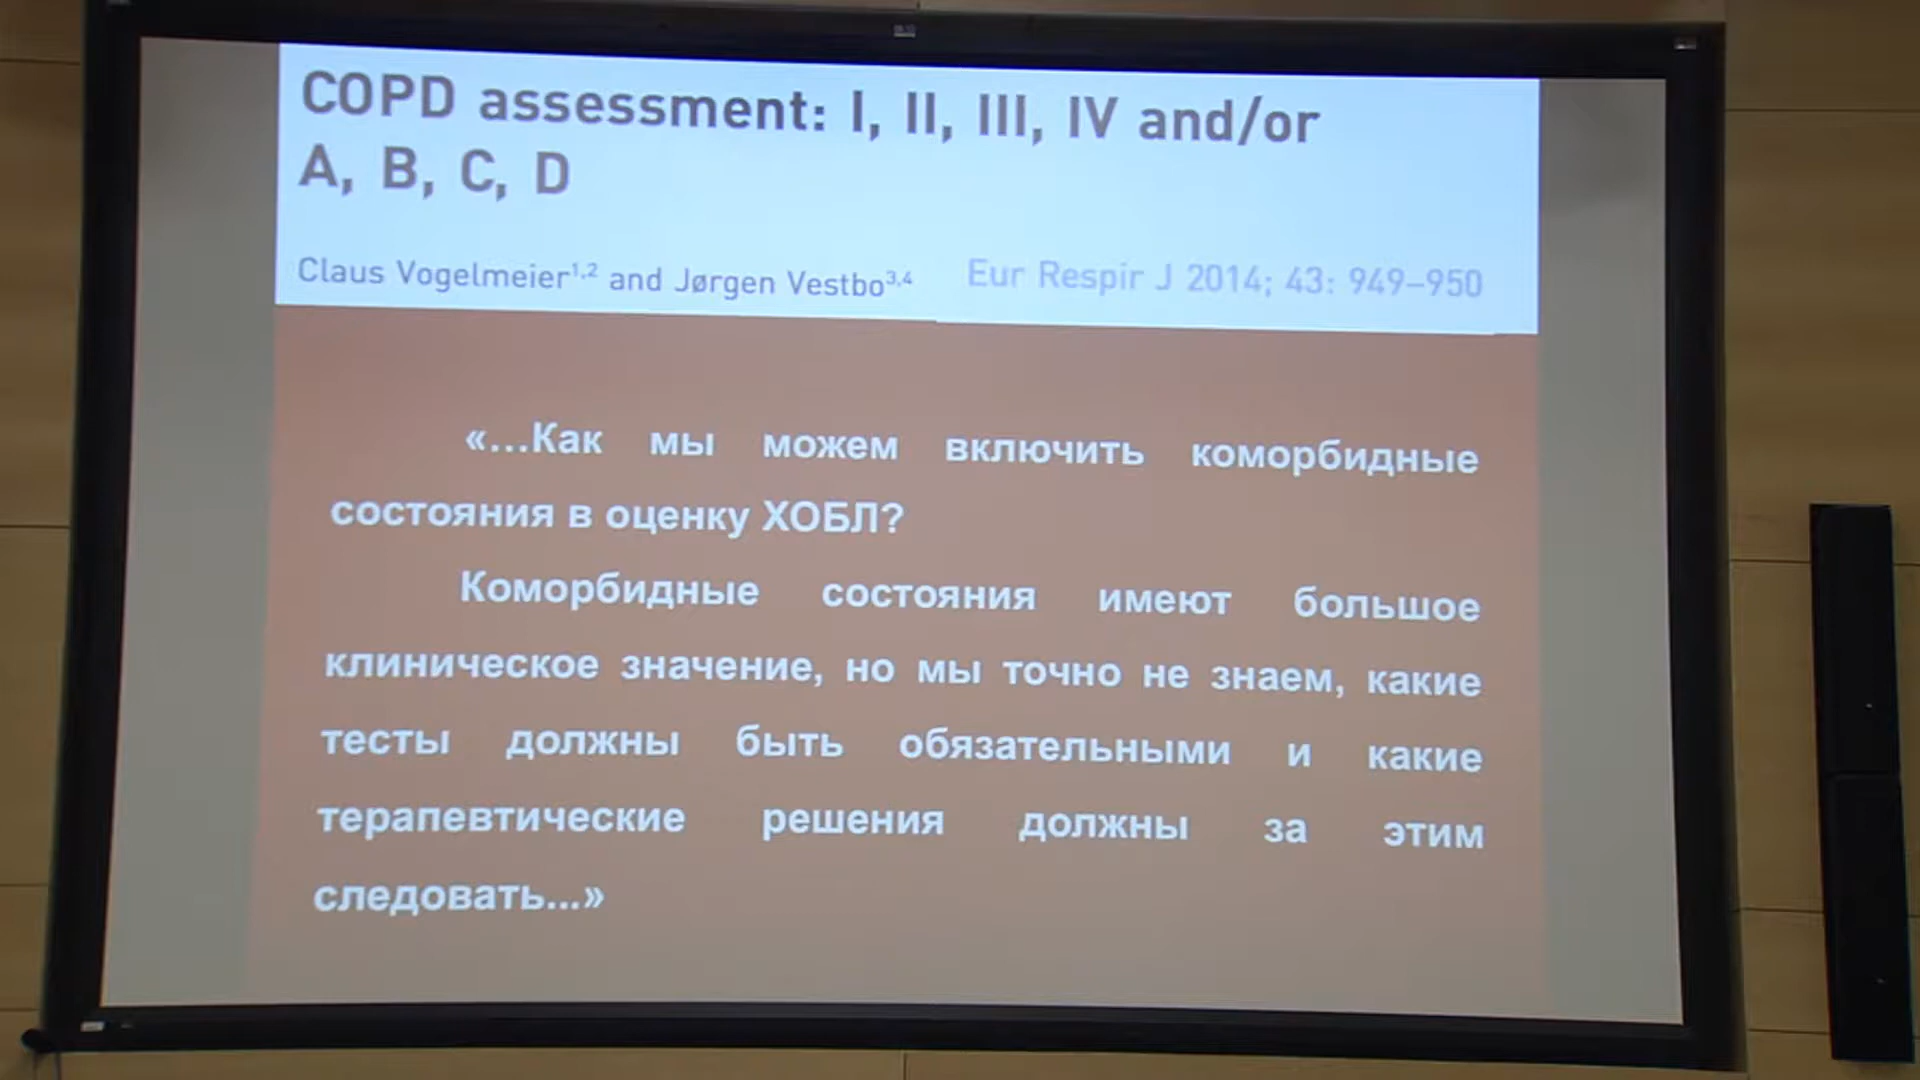 COPD assessment: I, II, III, IV and/or
A, B, C, D
Claus Vogelmeier¹,² and Jørgen Vestbo³,⁴ Eur Respir J 2014; 43: 949–950
«...Как мы можем включить коморбидные
состояния в оценку ХОБЛ?
Коморбидные состояния имеют большое
клиническое значение, но мы точно не знаем, какие
тесты должны быть обязательными и какие
терапевтические решения должны за этим
следовать...»